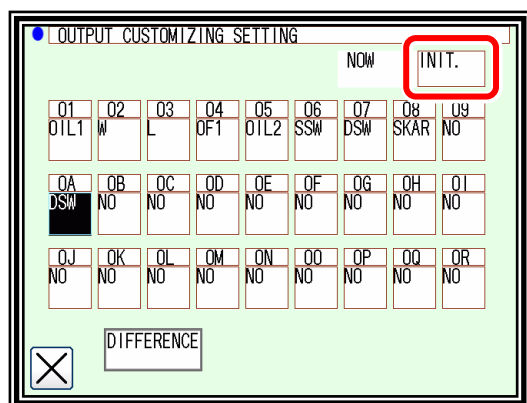 OUTPUT CUSTOMIZING SETTING
NOW INIT.
01 02 03 04 05 06 07 08 09
OIL1 W L OF1 OIL2 SSW DSW SKAR NO
0A 0B 0C 0D 0E 0F 0G 0H 0I
DSW NO NO NO NO NO NO NO NO
0J 0K 0L 0M 0N 0O 0P 0Q 0R
NO NO NO NO NO NO NO NO NO
DIFFERENCE